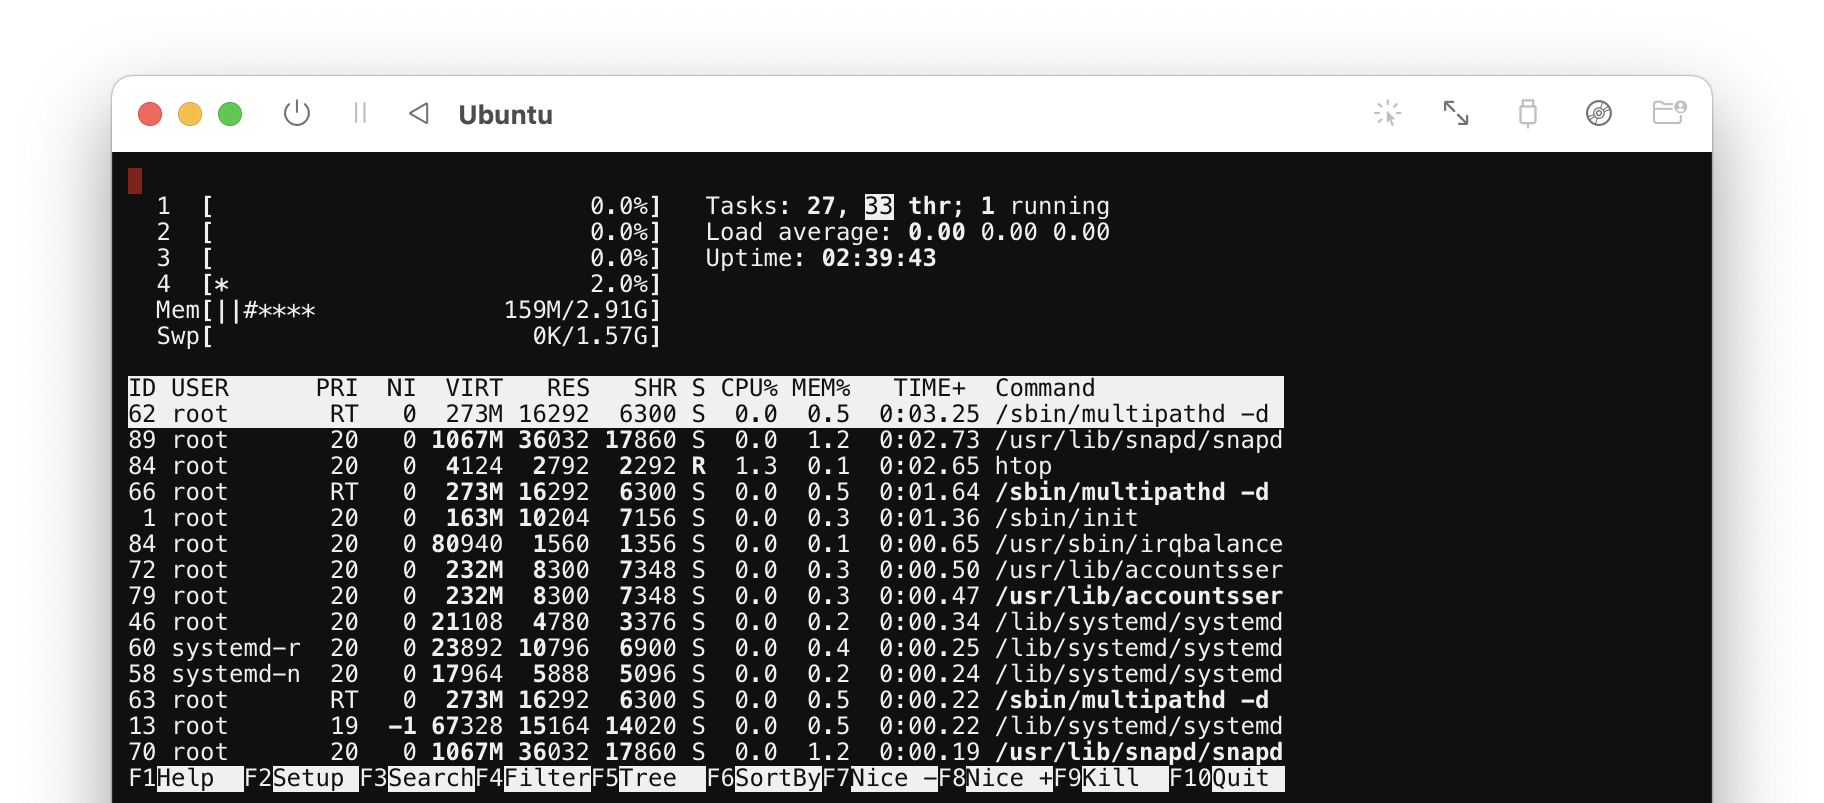 Ubuntu
1 [ 0.0%] Tasks: 27, 33 thr; 1 running
2 [ 0.0%] Load average: 0.00 0.00 0.00
3 [ 0.0%] Uptime: 02:39:43
4 [* 2.0%]
Mem[||#**** 159M/2.91G]
Swp[ 0K/1.57G]
ID USER PRI NI VIRT RES SHR S CPU% MEM% TIME+ Command
62 root RT 0 273M 16292 6300 S 0.0 0.5 0:03.25 /sbin/multipathd -d
89 root 20 0 1067M 36032 17860 S 0.0 1.2 0:02.73 /usr/lib/snapd/snapd
84 root 20 0 4124 2792 2292 R 1.3 0.1 0:02.65 htop
66 root RT 0 273M 16292 6300 S 0.0 0.5 0:01.64 /sbin/multipathd -d
1 root 20 0 163M 10204 7156 S 0.0 0.3 0:01.36 /sbin/init
84 root 20 0 80940 1560 1356 S 0.0 0.1 0:00.65 /usr/sbin/irqbalance
72 root 20 0 232M 8300 7348 S 0.0 0.3 0:00.50 /usr/lib/accountsser
79 root 20 0 232M 8300 7348 S 0.0 0.3 0:00.47 /usr/lib/accountsser
46 root 20 0 21108 4780 3376 S 0.0 0.2 0:00.34 /lib/systemd/systemd
60 systemd-r 20 0 23892 10796 6900 S 0.0 0.4 0:00.25 /lib/systemd/systemd
58 systemd-n 20 0 17964 5888 5096 S 0.0 0.2 0:00.24 /lib/systemd/systemd
63 root RT 0 273M 16292 6300 S 0.0 0.5 0:00.22 /sbin/multipathd -d
13 root 19 -1 67328 15164 14020 S 0.0 0.5 0:00.22 /lib/systemd/systemd
70 root 20 0 1067M 36032 17860 S 0.0 1.2 0:00.19 /usr/lib/snapd/snapd
F1Help F2Setup F3SearchF4FilterF5Tree F6SortByF7Nice -F8Nice +F9Kill F10Quit